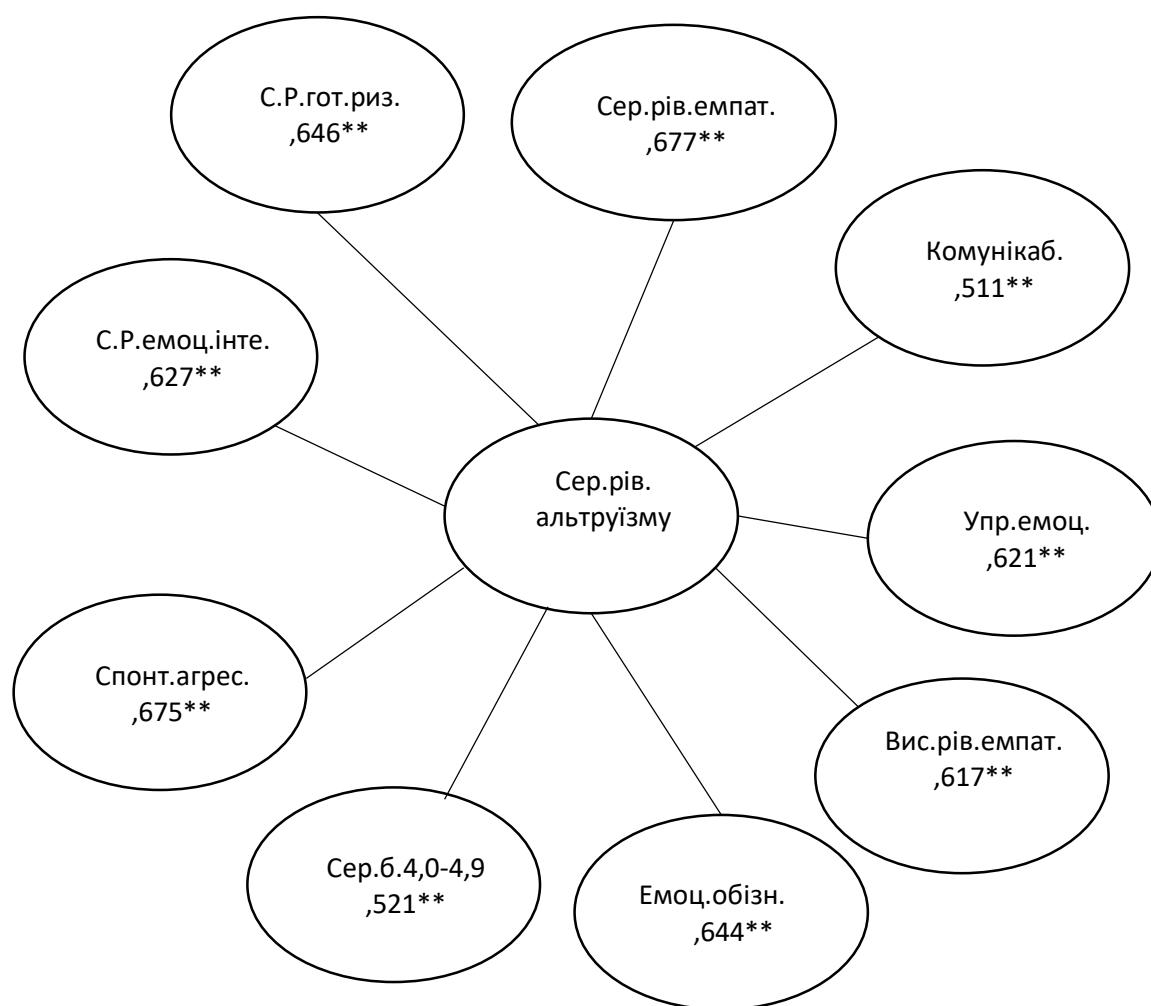 С.Р.гот.риз.
,646**
Сер.рів.емпат.
,677**
Комунікаб.
,511**
С.Р.емоц.інте.
,627**
Сер.рів.
альтруїзму
Упр.емоц.
,621**
Спонт.агрес.
,675**
Вис.рів.емпат.
,617**
Сер.б.4,0-4,9
,521**
Емоц.обізн.
,644**